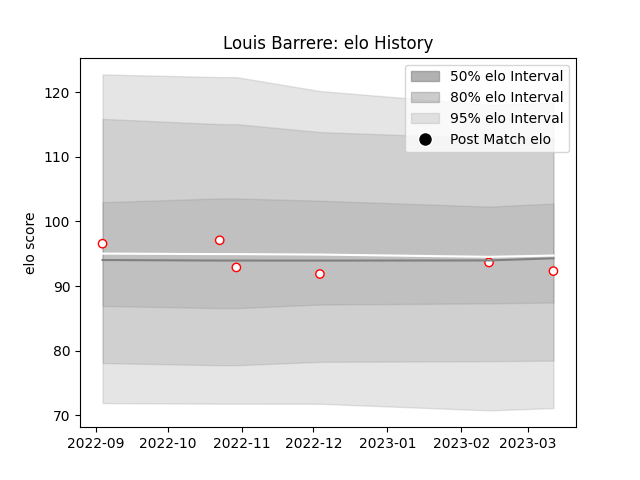 Louis Barrere: elo History
50% elo Interval
80% elo Interval
95% elo Interval
Post Match elo
elo score
120
110
100
90
80
70
2022-09 2022-10 2022-11 2022-12 2023-01 2023-02 2023-03